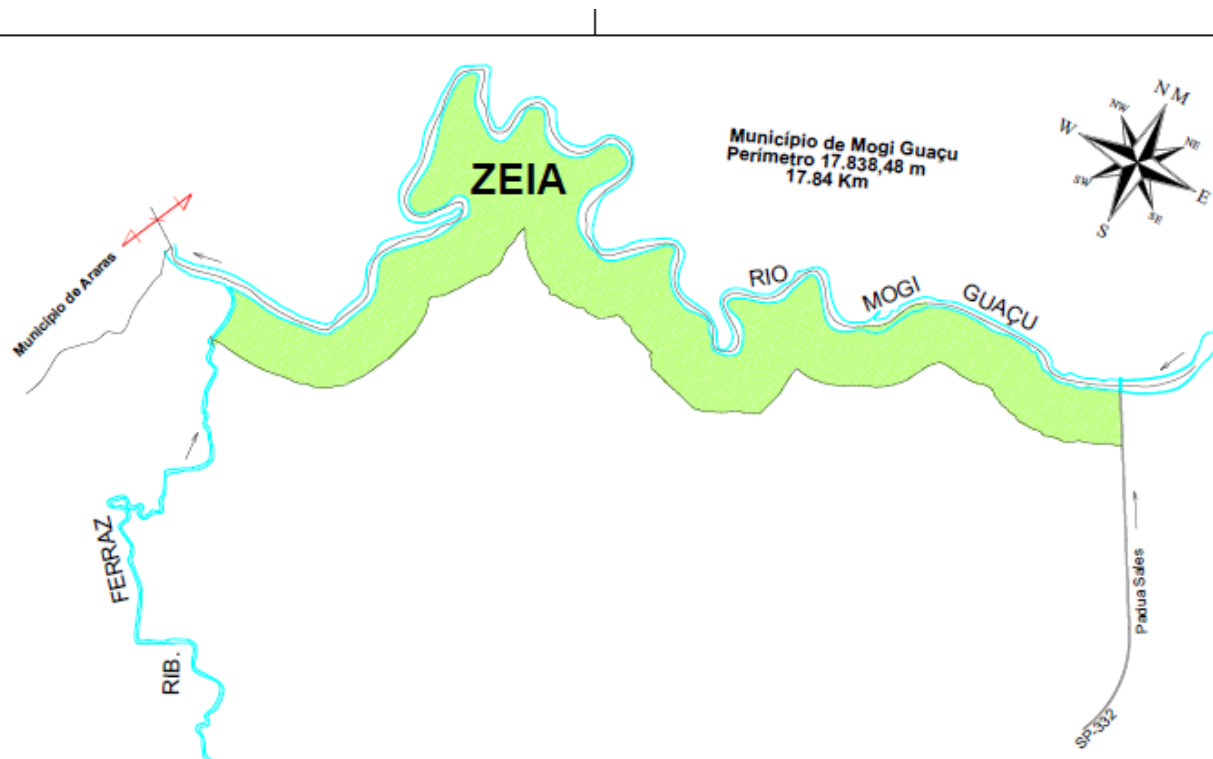 ZEIA
Município de Mogi Guaçu
Perímetro 17.838,48 m
17.84 Km
N M
NW
NE
W
E
SW
SE
S
Município de Araras
RIO MOGI GUAÇU
FERRAZ
RIB.
Padua Sales
SP-332